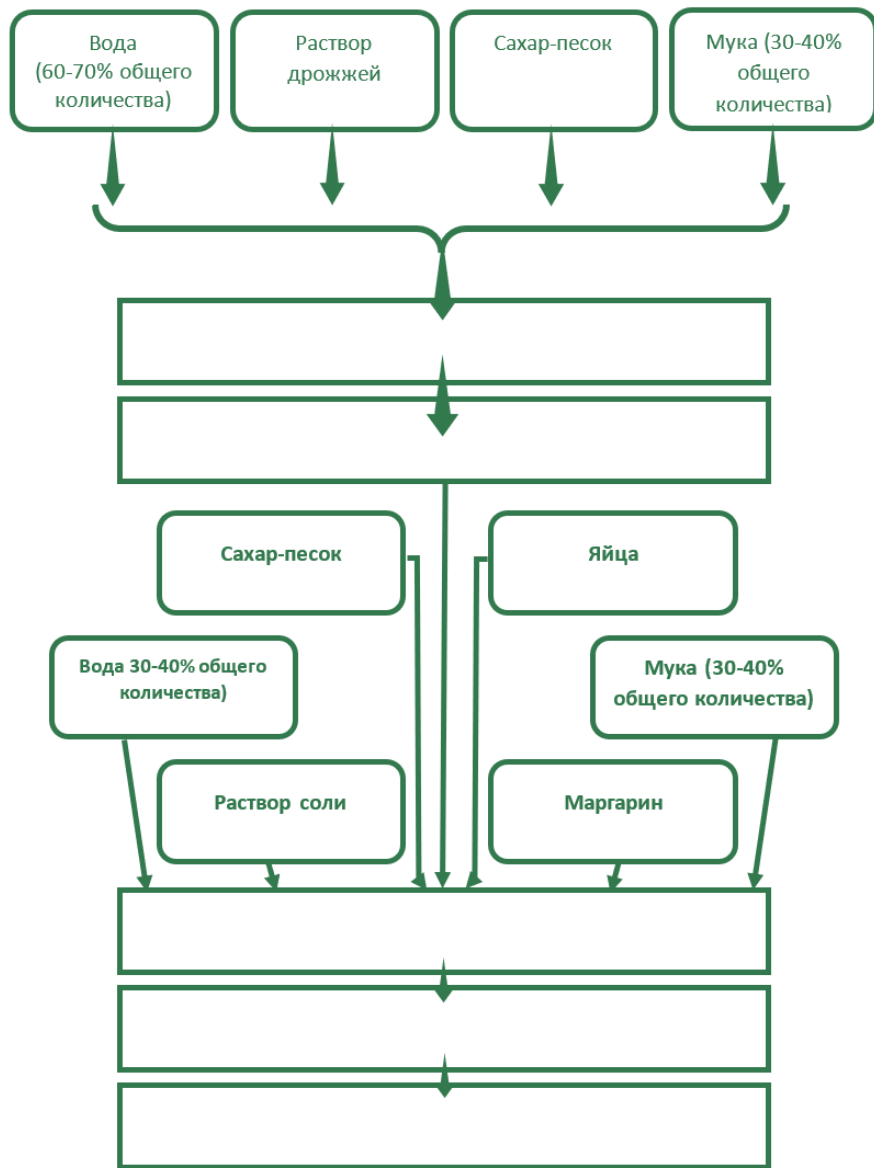 Вода
(60-70% общего
количества)
Раствор
дрожжей
Сахар-песок
Мука (30-40%
общего
количества)
Сахар-песок
Яйца
Вода 30-40% общего
количества)
Мука (30-40%
общего количества)
Раствор соли
Маргарин